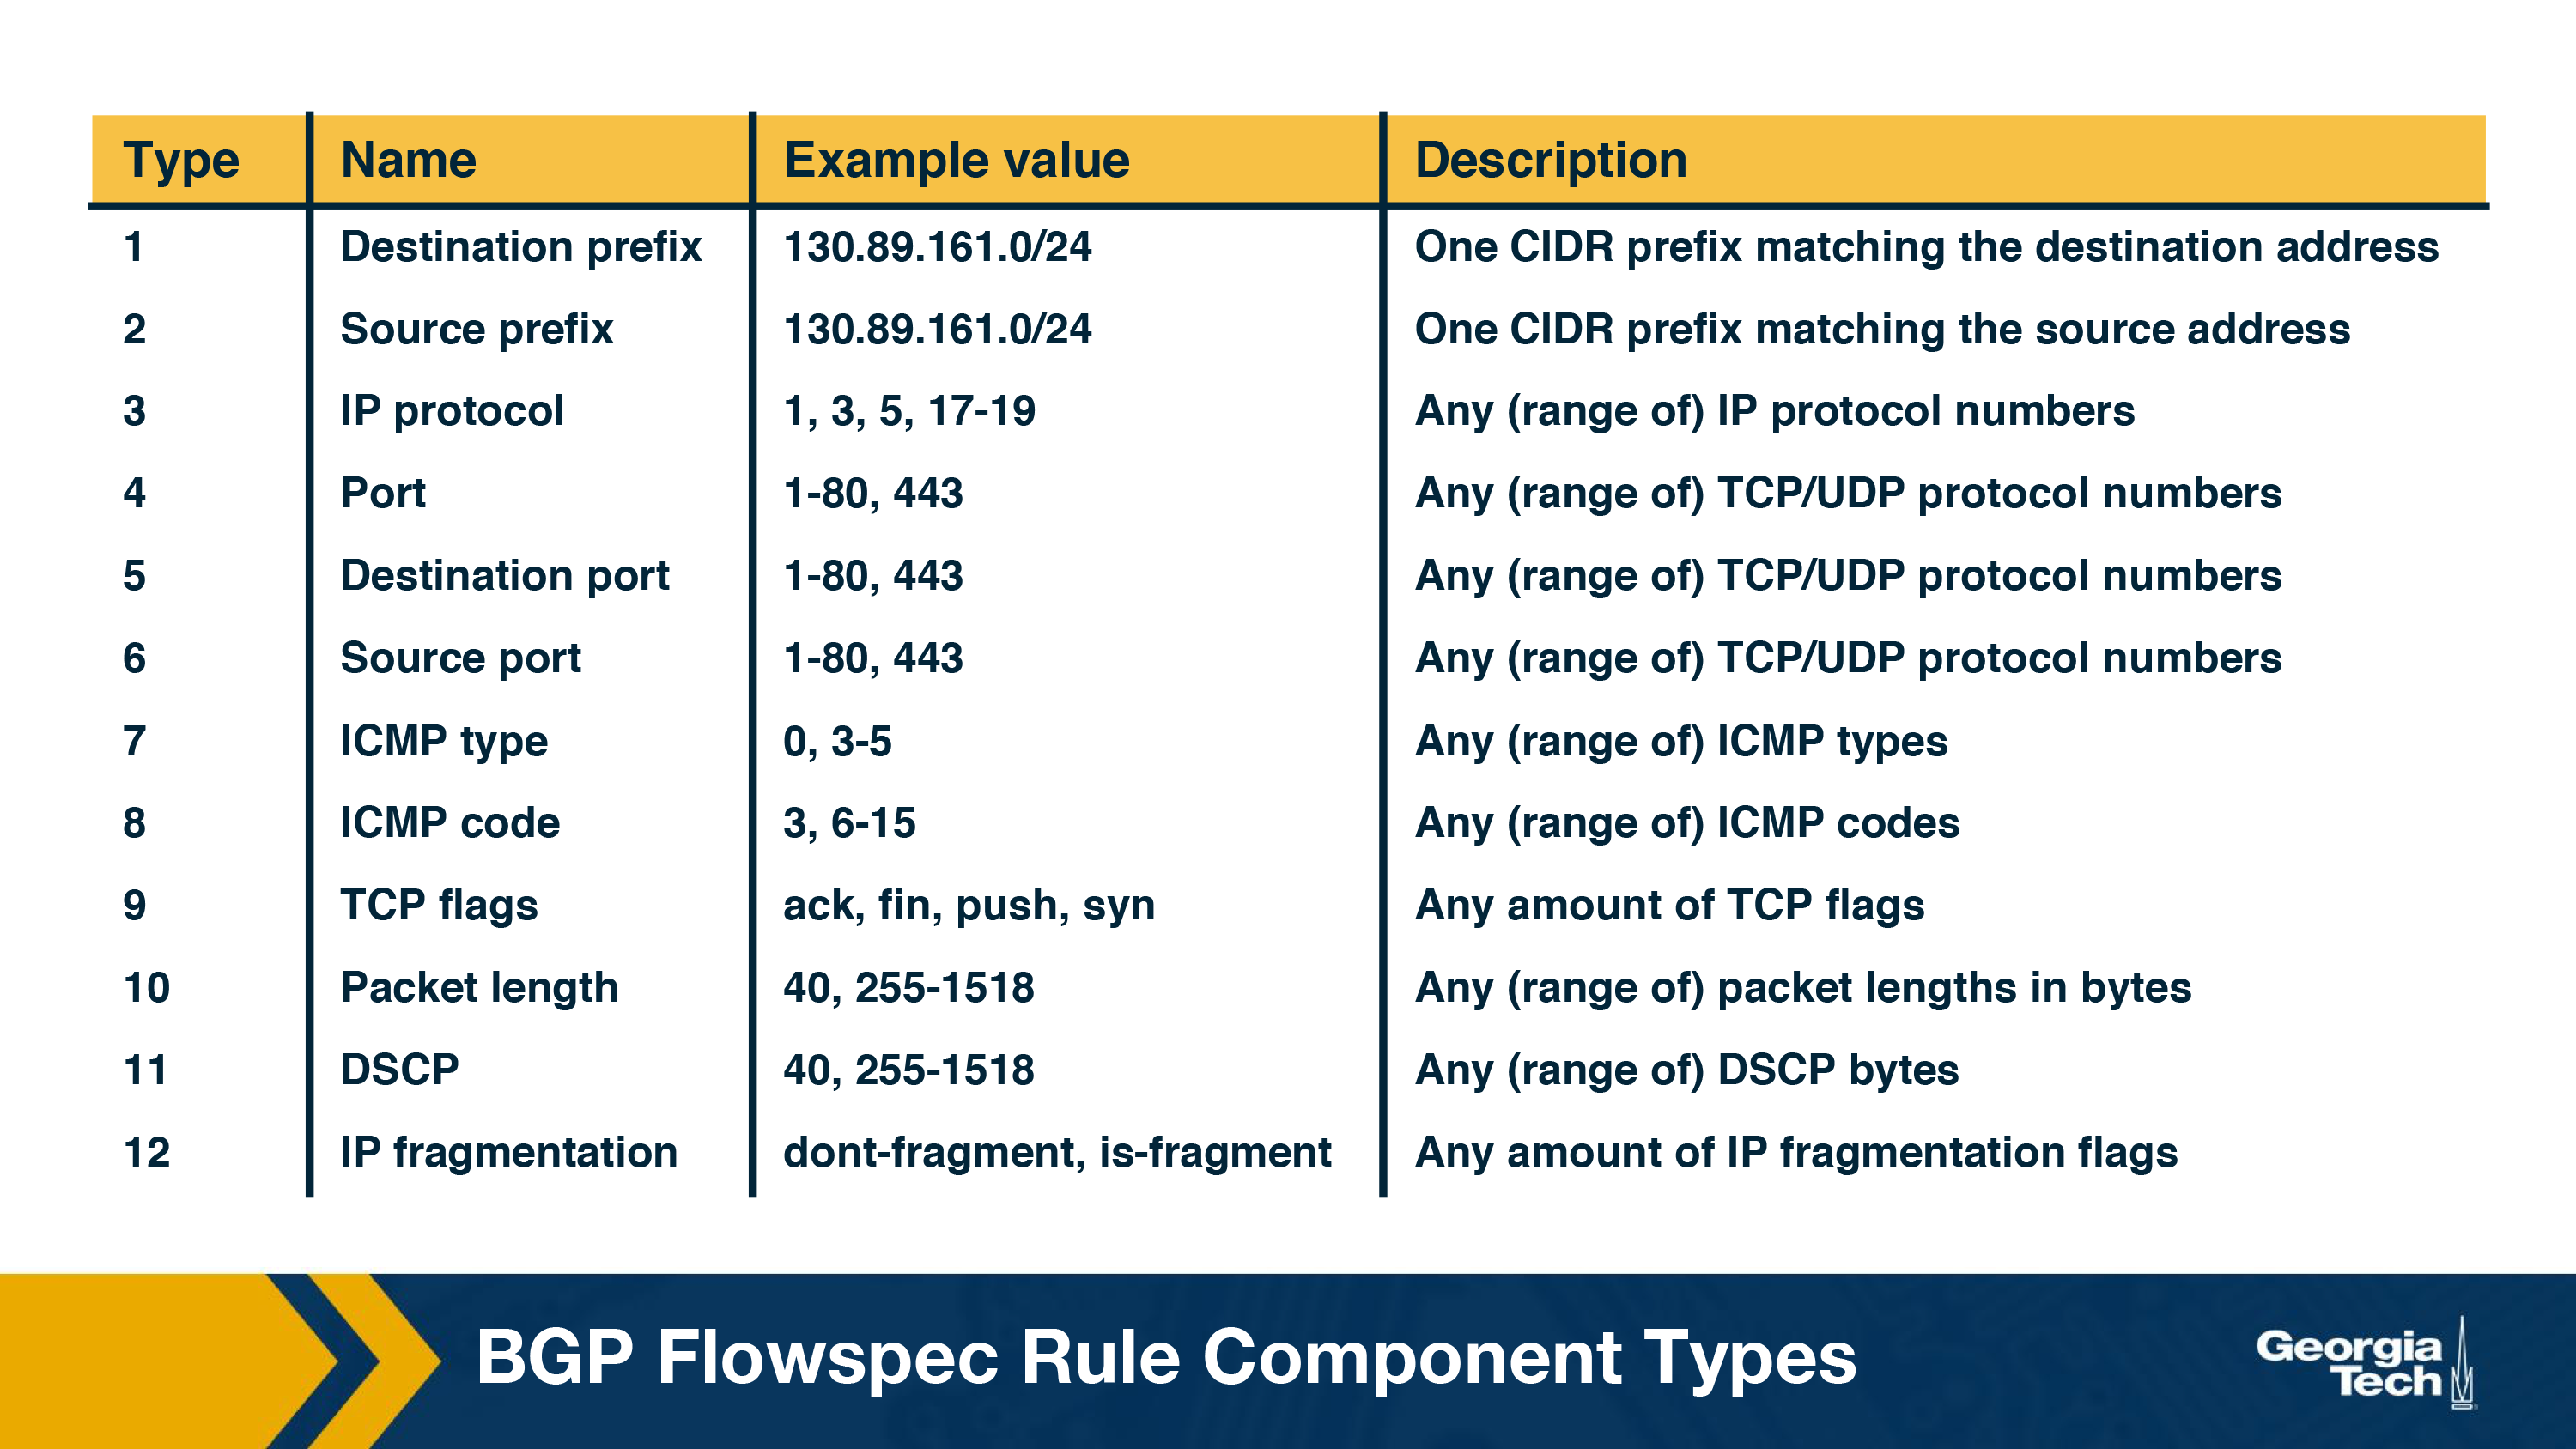 Type Name Example value Description
1 Destination prefix 130.89.161.0/24 One CIDR prefix matching the destination address
2 Source prefix 130.89.161.0/24 One CIDR prefix matching the source address
3 IP protocol 1, 3, 5, 17-19 Any (range of) IP protocol numbers
4 Port 1-80, 443 Any (range of) TCP/UDP protocol numbers
5 Destination port 1-80, 443 Any (range of) TCP/UDP protocol numbers
6 Source port 1-80, 443 Any (range of) TCP/UDP protocol numbers
7 ICMP type 0, 3-5 Any (range of) ICMP types
8 ICMP code 3, 6-15 Any (range of) ICMP codes
9 TCP flags ack, fin, push, syn Any amount of TCP flags
10 Packet length 40, 255-1518 Any (range of) packet lengths in bytes
11 DSCP 40, 255-1518 Any (range of) DSCP bytes
12 IP fragmentation dont-fragment, is-fragment Any amount of IP fragmentation flags
BGP Flowspec Rule Component Types
Georgia
Tech